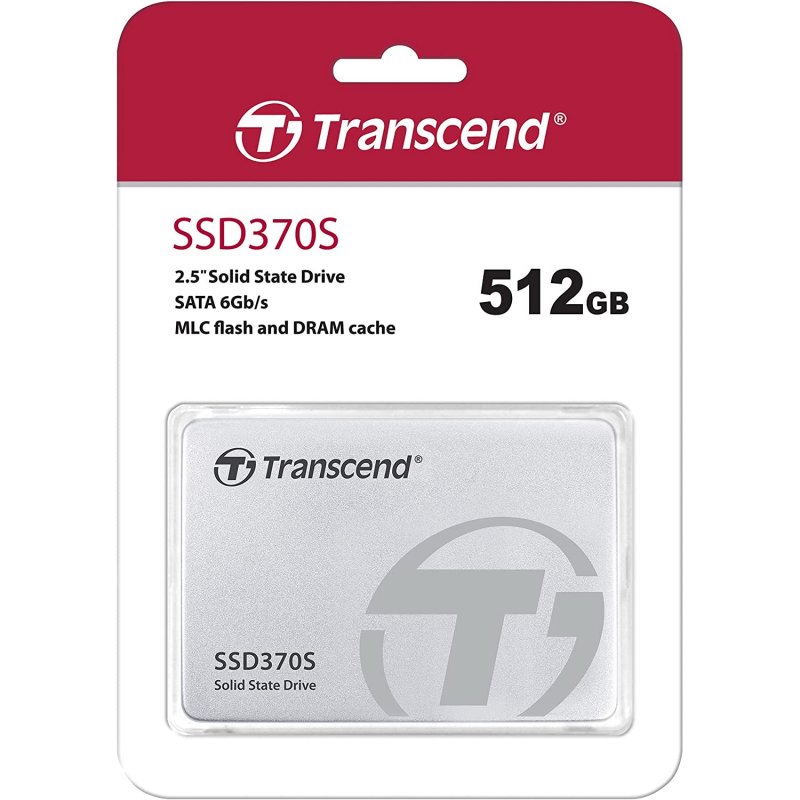 Transcend®
SSD370S
2.5" Solid State Drive
SATA 6Gb/s
MLC flash and DRAM cache
512GB
Transcend®
SSD370S
Solid State Drive